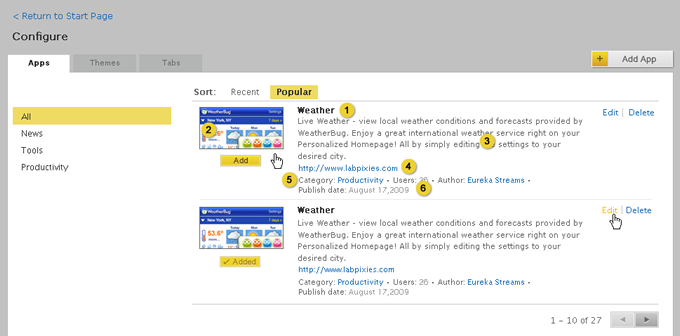 < Return to Start Page
Configure
Apps
Themes
Tabs
+ Add App
Sort: Recent Popular
All
News
Tools
Productivity
WeatherBug Settings
New York, NY 7 days >
2
Today Mon Tue
Add
Weather 1
Edit | Delete
Live Weather - view local weather conditions and forecasts provided by
WeatherBug. Enjoy a great international weather service right on your
Personalized Homepage! All by simply editing 3 settings to your
desired city.
http://www.labpixies.com 4
5 Category: Productivity • Users: 26 • Author: Eureka Streams
Publish date: August 17,2009 6
WeatherBug Settings
New York, NY 7 days >
53.6° Today Mon Tue
✓ Added
Weather
Edit | Delete
Live Weather - view local weather conditions and forecasts provided by
WeatherBug. Enjoy a great international weather service right on your
Personalized Homepage! All by simply editing the settings to your
desired city.
http://www.labpixies.com
Category: Productivity • Users: 26 • Author: Eureka Streams
Publish date: August 17,2009
1 - 10 of 27